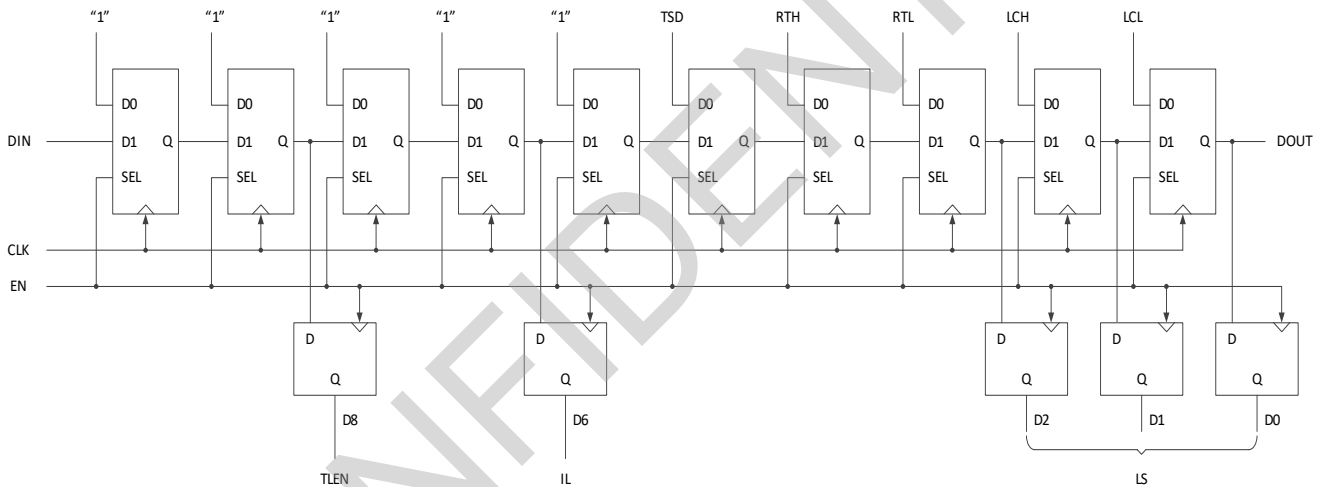 “1” “1” “1” “1” “1” TSD RTH RTL LCH LCL
D0 D0 D0 D0 D0 D0 D0 D0 D0 D0
DIN D1 Q D1 Q D1 Q D1 Q D1 Q D1 Q D1 Q D1 Q D1 Q D1 Q DOUT
SEL SEL SEL SEL SEL SEL SEL SEL SEL SEL
CLK
EN
D D D D D
Q Q Q Q Q
D8 D6 D2 D1 D0
TLEN IL LS
NFIDENT